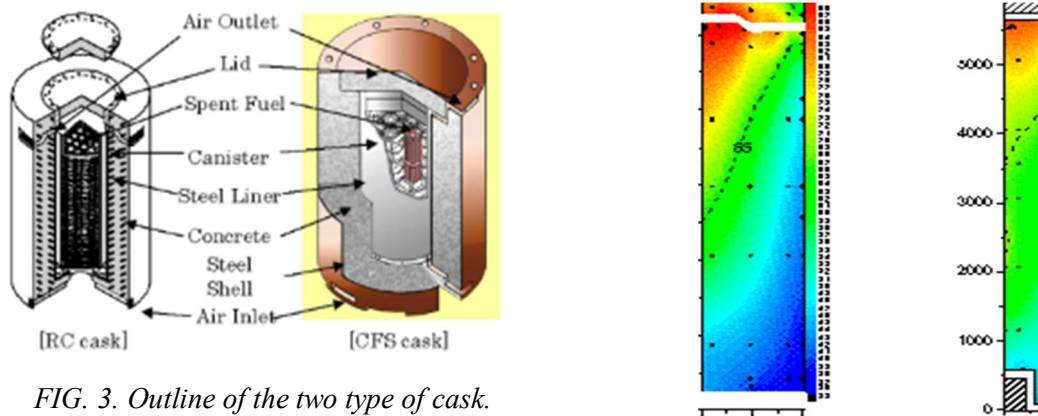 Air Outlet
Lid
Spent Fuel
Canister
Steel Liner
Concrete
Steel
Shell
Air Inlet
[RC cask]
[CFS cask]
FIG. 3. Outline of the two type of cask.
5000
4000
3000
2000
1000
0